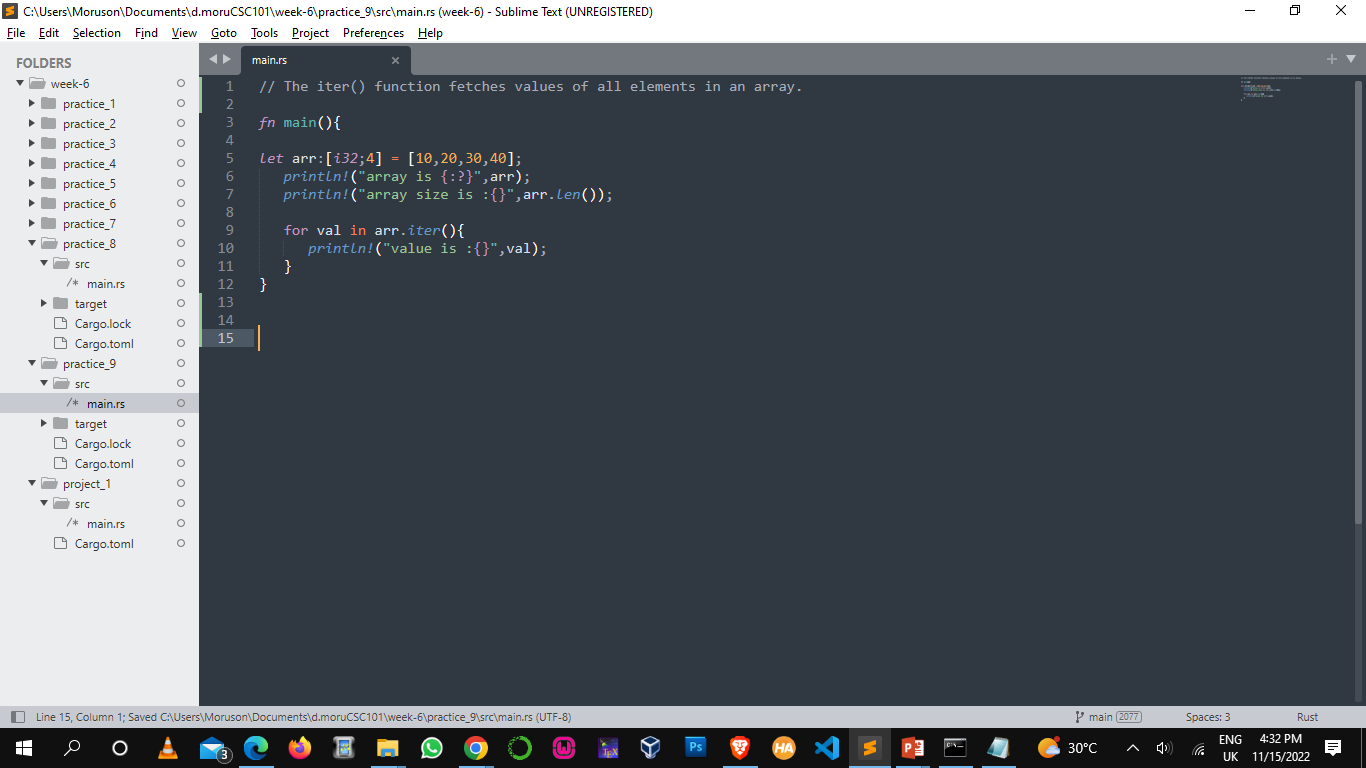 C:\Users\Moruson\Documents\d.moruCSC101\week-6\practice_9\src\main.rs (week-6) - Sublime Text (UNREGISTERED)
File Edit Selection Find View Goto Tools Project Preferences Help
FOLDERS
week-6
practice_1
practice_2
practice_3
practice_4
practice_5
practice_6
practice_7
practice_8
src
/* main.rs
target
Cargo.lock
Cargo.toml
practice_9
src
/* main.rs
target
Cargo.lock
Cargo.toml
project_1
src
/* main.rs
Cargo.toml
main.rs
1 // The iter() function fetches values of all elements in an array.
2
3 fn main(){
4
5 let arr:[i32;4] = [10,20,30,40];
6 println!("array is {:?}",arr);
7 println!("array size is :{}",arr.len());
8
9 for val in arr.iter(){
10 println!("value is :{}",val);
11 }
12 }
13
14
15
Line 15, Column 1; Saved C:\Users\Moruson\Documents\d.moruCSC101\week-6\practice_9\src\main.rs (UTF-8) main 2077 Spaces: 3 Rust
3
Ps
HA
30°C
ENG
UK
4:32 PM
11/15/2022